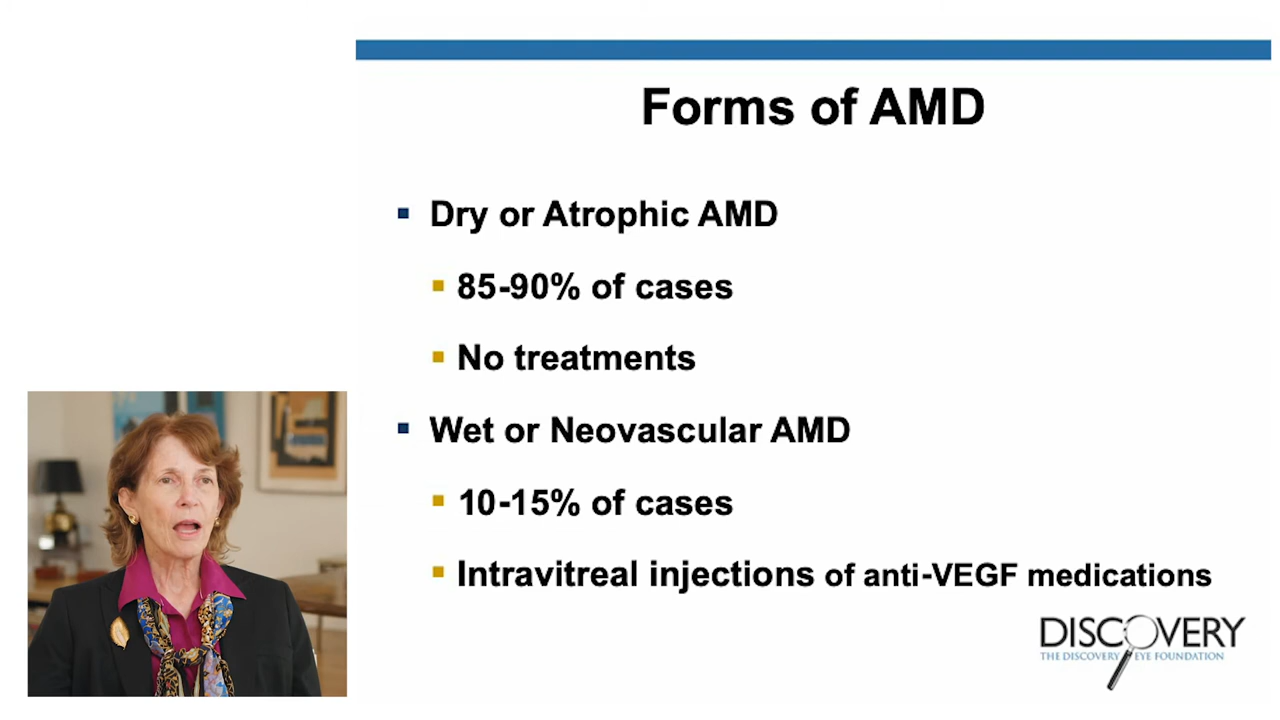 Forms of AMD
Dry or Atrophic AMD
85-90% of cases
No treatments
Wet or Neovascular AMD
10-15% of cases
Intravitreal injections of anti-VEGF medications
DISCOVERY
THE DISCOVERY EYE FOUNDATION